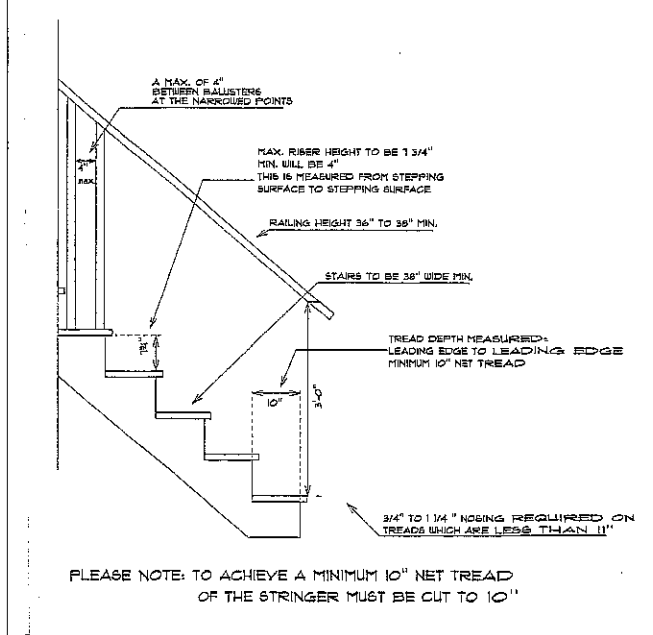 A MAX. OF 4"
BETWEEN BALUSTERS
AT THE NARROWED POINTS
4"
MAX.
MAX. RISER HEIGHT TO BE 7 3/4"
MIN. WILL BE 4"
THIS IS MEASURED FROM STEPPING
SURFACE TO STEPPING SURFACE
RAILING HEIGHT 36" TO 38" MIN.
STAIRS TO BE 38" WIDE MIN.
TREAD DEPTH MEASURED:
LEADING EDGE TO LEADING EDGE
MINIMUM 10" NET TREAD
10"
3'-0"
3/4" TO 1 1/4" NOSING REQUIRED ON
TREADS WHICH ARE LESS THAN 11"
PLEASE NOTE: TO ACHIEVE A MINIMUM 10" NET TREAD
OF THE STRINGER MUST BE CUT TO 10"